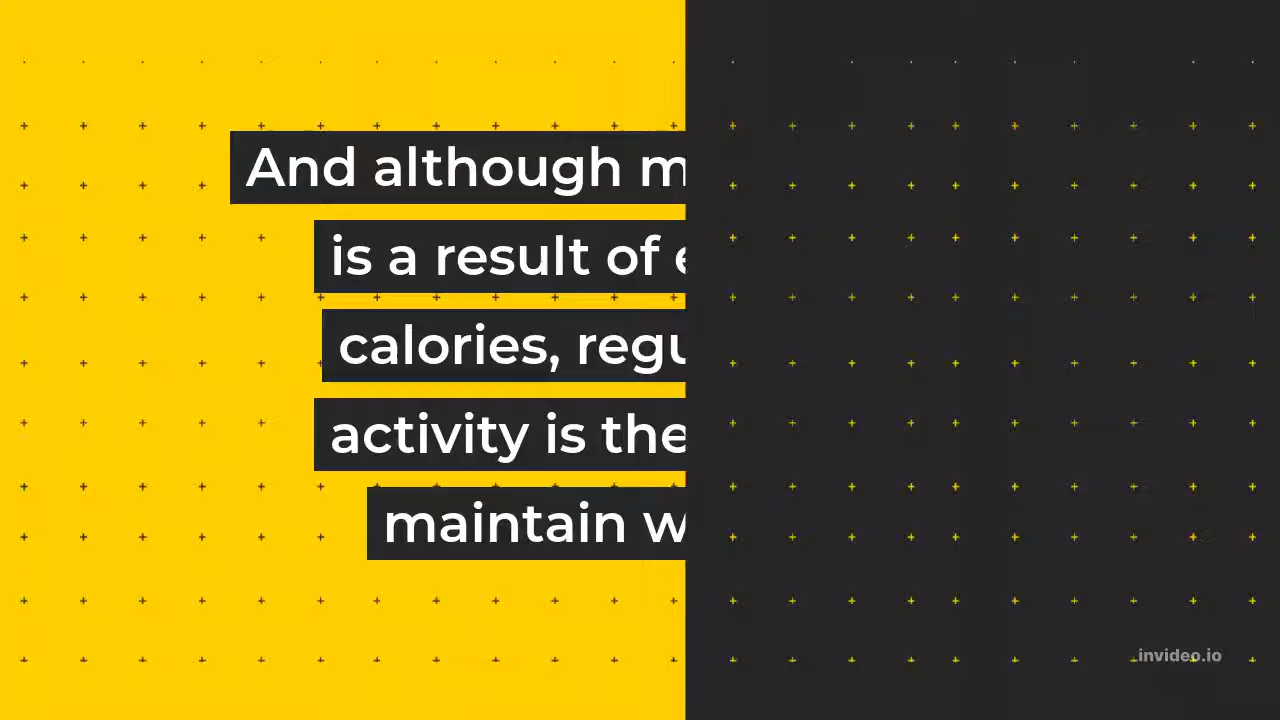 And although m
is a result of
calories, regu
activity is the
maintain w
invideo.io